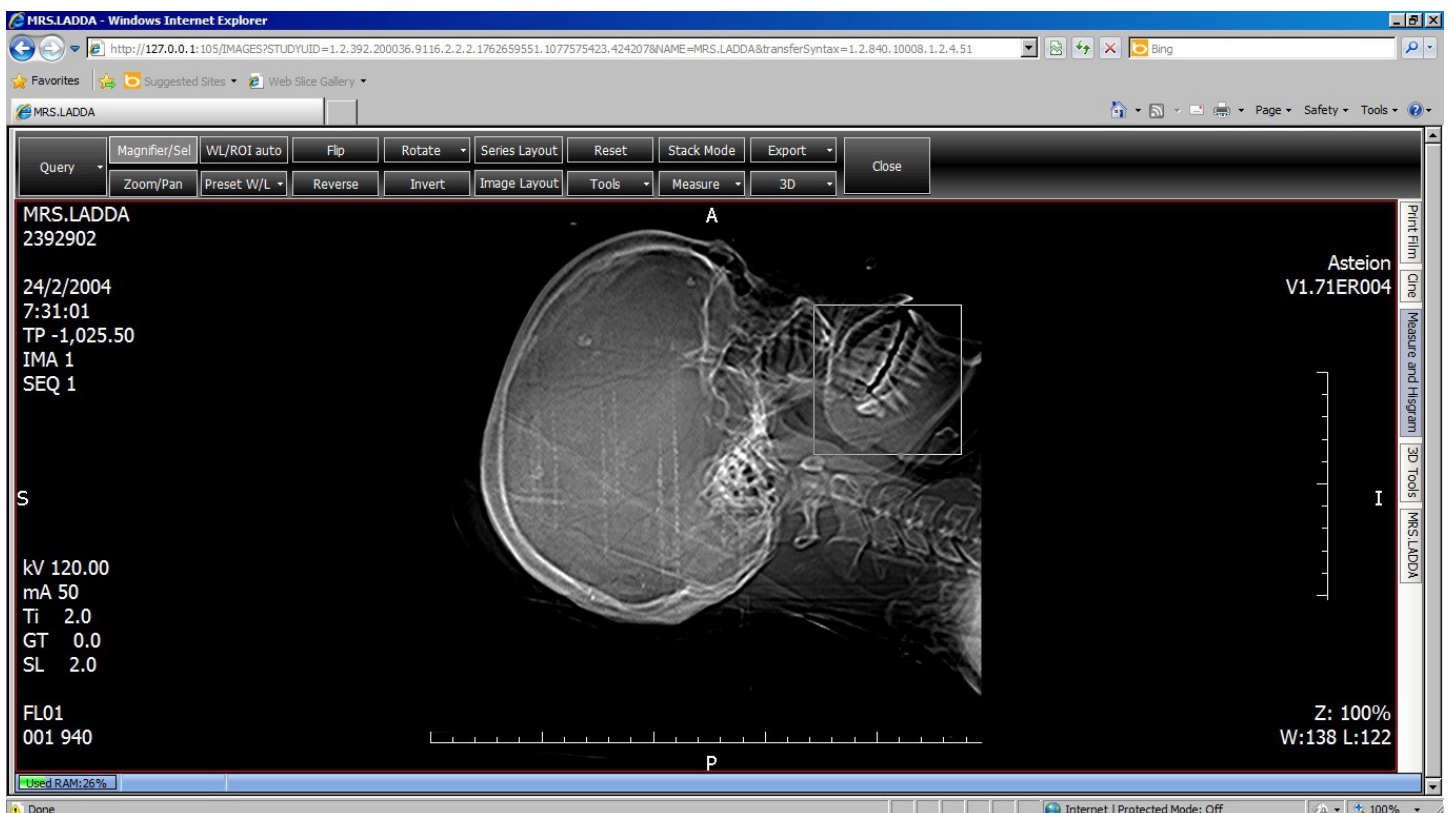 MRS.LADDA - Windows Internet Explorer
http://127.0.0.1:105/IMAGES?STUDYUID=1.2.392.200036.9116.2.2.2.1762659551.1077575423.424207&NAME=MRS.LADDA&transferSyntax=1.2.840.10008.1.2.4.51
Bing
Favorites Suggested Sites Web Slice Gallery
MRS.LADDA Page Safety Tools
Query Magnifier/Sel WL/ROI auto Flip Rotate Series Layout Reset Stack Mode Export Close
Zoom/Pan Preset W/L Reverse Invert Image Layout Tools Measure 3D
MRS.LADDA
2392902
24/2/2004
7:31:01
TP -1,025.50
IMA 1
SEQ 1
A
Asteion
V1.71ER004
S
I
kV 120.00
mA 50
Ti 2.0
GT 0.0
SL 2.0
FL01
001 940
P
Z: 100%
W:138 L:122
Print Film
Cine
Measure and Hisgram
3D Tools
MRS.LADDA
Used RAM:26%
Done Internet | Protected Mode: Off 100%